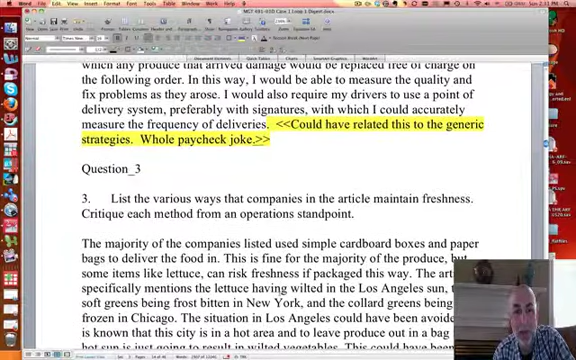 which any produce that arrived damage would be replaced free of charge on
the following order. In this way, I would be able to measure the quality and
fix problems as they arose. I would also require my drivers to use a point of
delivery system, preferably with signatures, with which I could accurately
measure the frequency of deliveries. <<Could have related this to the generic
strategies. Whole paycheck joke.>>
Question_3
3. List the various ways that companies in the article maintain freshness.
Critique each method from an operations standpoint.
The majority of the companies listed used simple cardboard boxes and paper
bags to deliver the food in. This is fine for the majority of the produce, but
some items like lettuce, can risk freshness if packaged this way. The
specifically mentions the lettuce having wilted in the Los Angeles sun,
soft greens being frost bitten in New York, and the collard greens being
frozen in Chicago. The situation in Los Angeles could have been
is known that this city is in a hot area and to leave produce out in a bag
hot sun is just going to result in wilted vegetables. This could have been